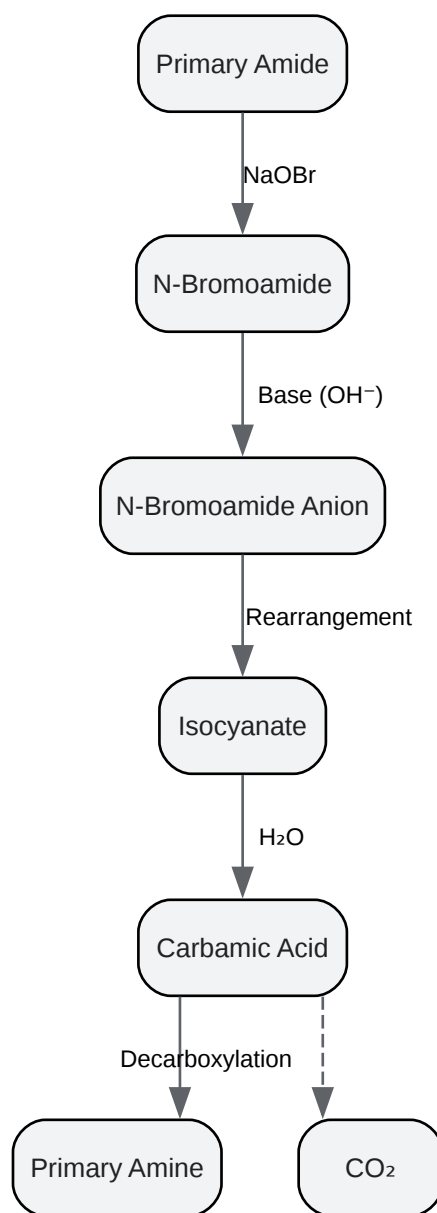 Primary Amide
NaOBr
N-Bromoamide
Base (OH⁻)
N-Bromoamide Anion
Rearrangement
Isocyanate
H₂O
Carbamic Acid
Decarboxylation
Primary Amine
CO₂